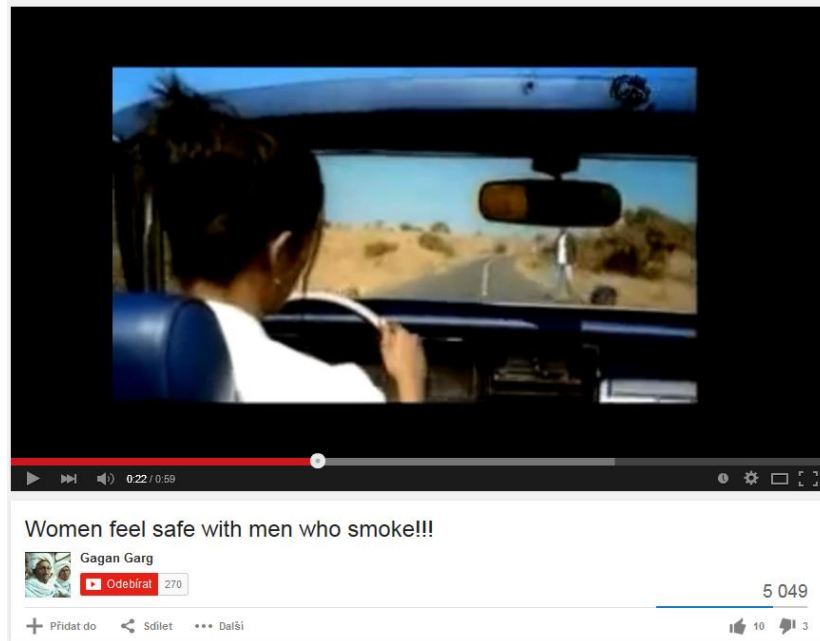 0:22 / 0:59
Women feel safe with men who smoke!!!
Gagan Garg
Odebírat 270
5 049
Přidat do Sdílet Další 10 3